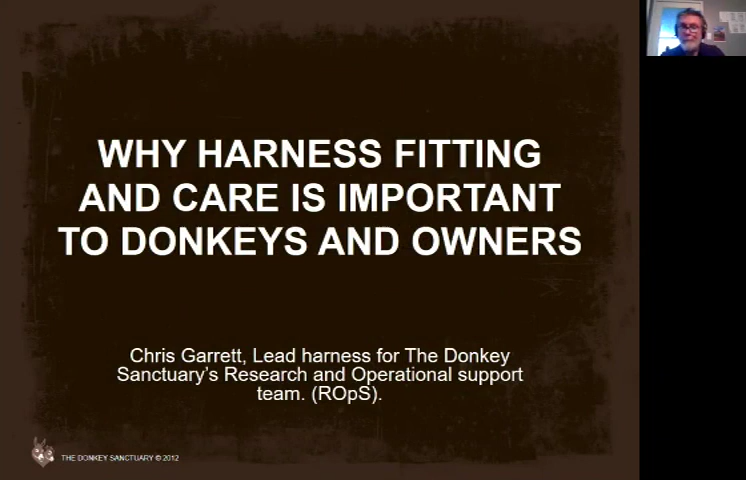 WHY HARNESS FITTING
AND CARE IS IMPORTANT
TO DONKEYS AND OWNERS
Chris Garrett, Lead harness for The Donkey
Sanctuary's Research and Operational support
team. (ROpS).
THE DONKEY SANCTUARY © 2012